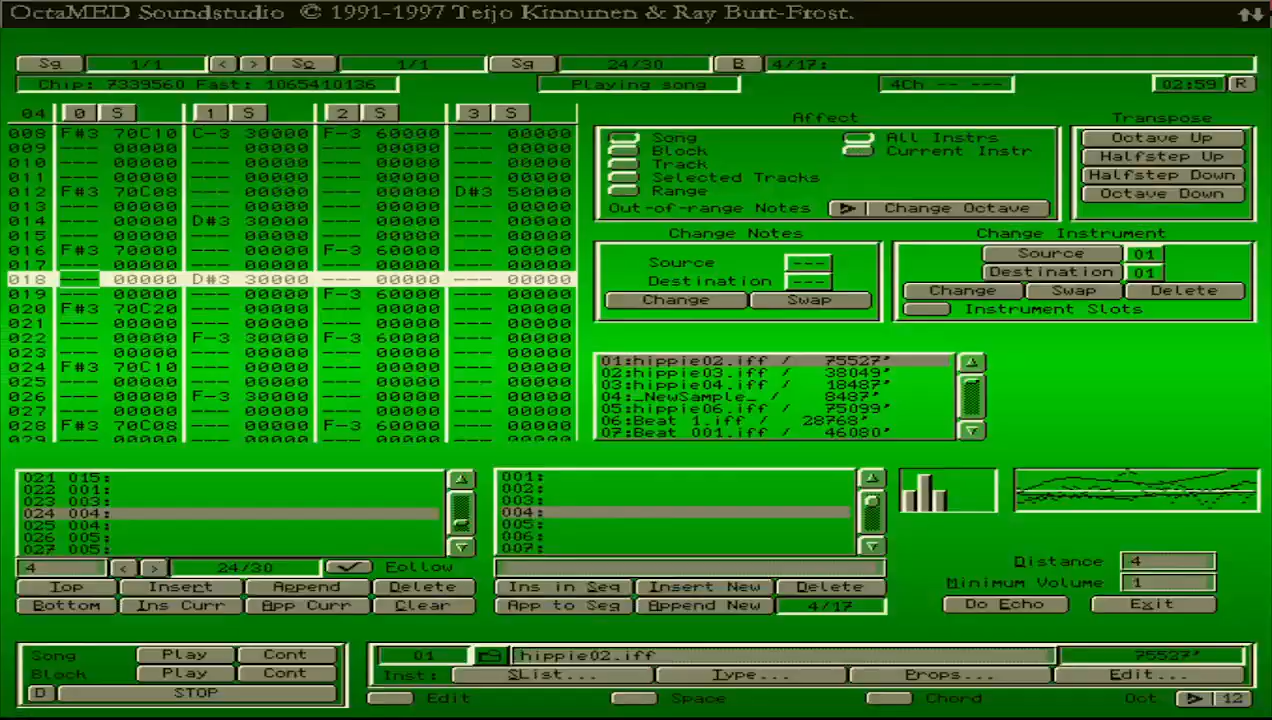 OctaMED Soundstudio © 1991-1997 Teijo Kinnunen & Ray Burt-Frost.
Sg 1/1 < > Sq 1/1 Sg 24/30 B 4/17:
Chip: 7339560 Fast: 1065410136 Playing song 4Ch -- --- 02:59 R
04 0 S 1 S 2 S 3 S
008 F#3 70C10 C-3 30000 F-3 60000 --- 00000
009 --- 00000 --- 00000 --- 00000 --- 00000
010 --- 00000 --- 00000 --- 00000 --- 00000
011 --- 00000 --- 00000 --- 00000 --- 00000
012 F#3 70C08 --- 00000 --- 00000 D#3 50000
013 --- 00000 --- 00000 --- 00000 --- 00000
014 --- 00000 D#3 30000 --- 00000 --- 00000
015 --- 00000 --- 00000 --- 00000 --- 00000
016 F#3 70000 --- 00000 F-3 60000 --- 00000
017 --- 00000 --- 00000 --- 00000 --- 00000
018 --- 00000 D#3 30000 --- 00000 --- 00000
019 --- 00000 --- 00000 F-3 60000 --- 00000
020 F#3 70C20 --- 00000 --- 00000 --- 00000
021 --- 00000 --- 00000 --- 00000 --- 00000
022 --- 00000 F-3 30000 F-3 60000 --- 00000
023 --- 00000 --- 00000 --- 00000 --- 00000
024 F#3 70C10 --- 00000 --- 00000 --- 00000
025 --- 00000 --- 00000 --- 00000 --- 00000
026 --- 00000 F-3 30000 --- 00000 --- 00000
027 --- 00000 --- 00000 --- 00000 --- 00000
028 F#3 70C08 --- 00000 F-3 60000 --- 00000
029 --- 00000 --- 00000 --- 00000 --- 00000
Affect
Song All Instrs
Block Current Instr
Track
Selected Tracks
Range
Out-of-range Notes Change Octave
Transpose
Octave Up
Halfstep Up
Halfstep Down
Octave Down
Change Notes
Source ---
Destination ---
Change Swap
Change Instrument
Source 01
Destination 01
Change Swap Delete
Instrument Slots
01:hippie02.iff / 75527'
02:hippie03.iff / 38049'
03:hippie04.iff / 18487'
04:_NewSample_ / 8487'
05:hippie06.iff / 75099'
06:Beat 1.iff / 28768'
07:Beat 001.iff / 46080'
021 015:
022 001:
023 003:
024 004:
025 004:
026 005:
027 005:
4 < > 24/30 Follow
Top Insert Append Delete
Bottom Ins Curr App Curr Clear
001:
002:
003:
004:
005:
006:
007:
Ins in Seq Insert New Delete
App to Seq Append New 4/17
Distance 4
Minimum Volume 1
Do Echo Exit
Song Play Cont
Block Play Cont
D STOP
01 hippie02.iff 75527'
Inst: SList... Type... Props... Edit...
Edit Space Chord Oct 12